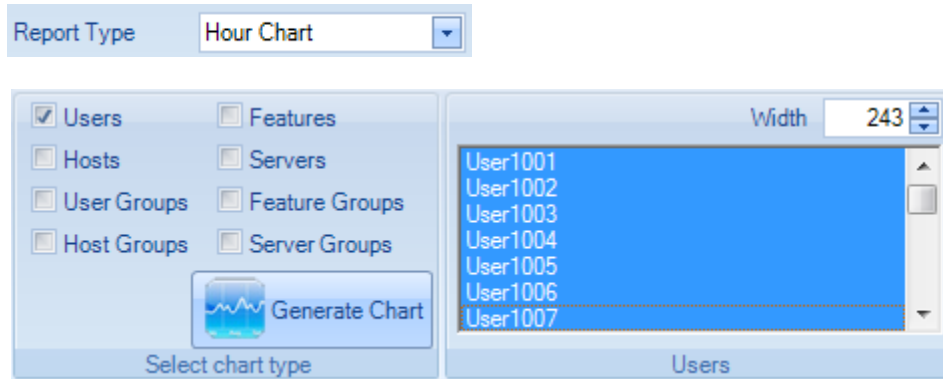 Report Type Hour Chart
Users Features
Hosts Servers
User Groups Feature Groups
Host Groups Server Groups
Generate Chart
Select chart type
Width 243
User1001
User1002
User1003
User1004
User1005
User1006
User1007
Users